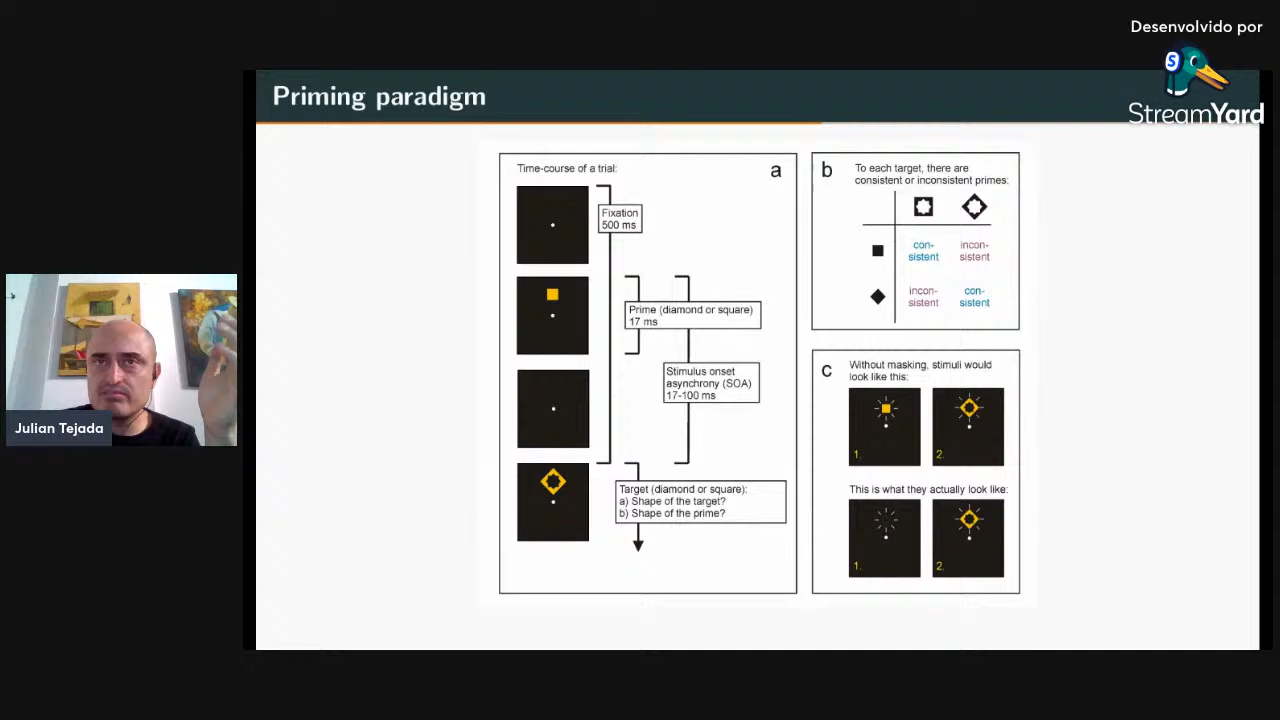 Desenvolvido por
StreamYard
Priming paradigm
Time-course of a trial:
a
Fixation
500 ms
Prime (diamond or square)
17 ms
Stimulus onset
asynchrony (SOA)
17-100 ms
Target (diamond or square):
a) Shape of the target?
b) Shape of the prime?
b
To each target, there are
consistent or inconsistent primes:
con-
sistent
incon-
sistent
incon-
sistent
con-
sistent
c
Without masking, stimuli would
look like this:
1.
2.
This is what they actually look like:
1.
2.
Julian Tejada